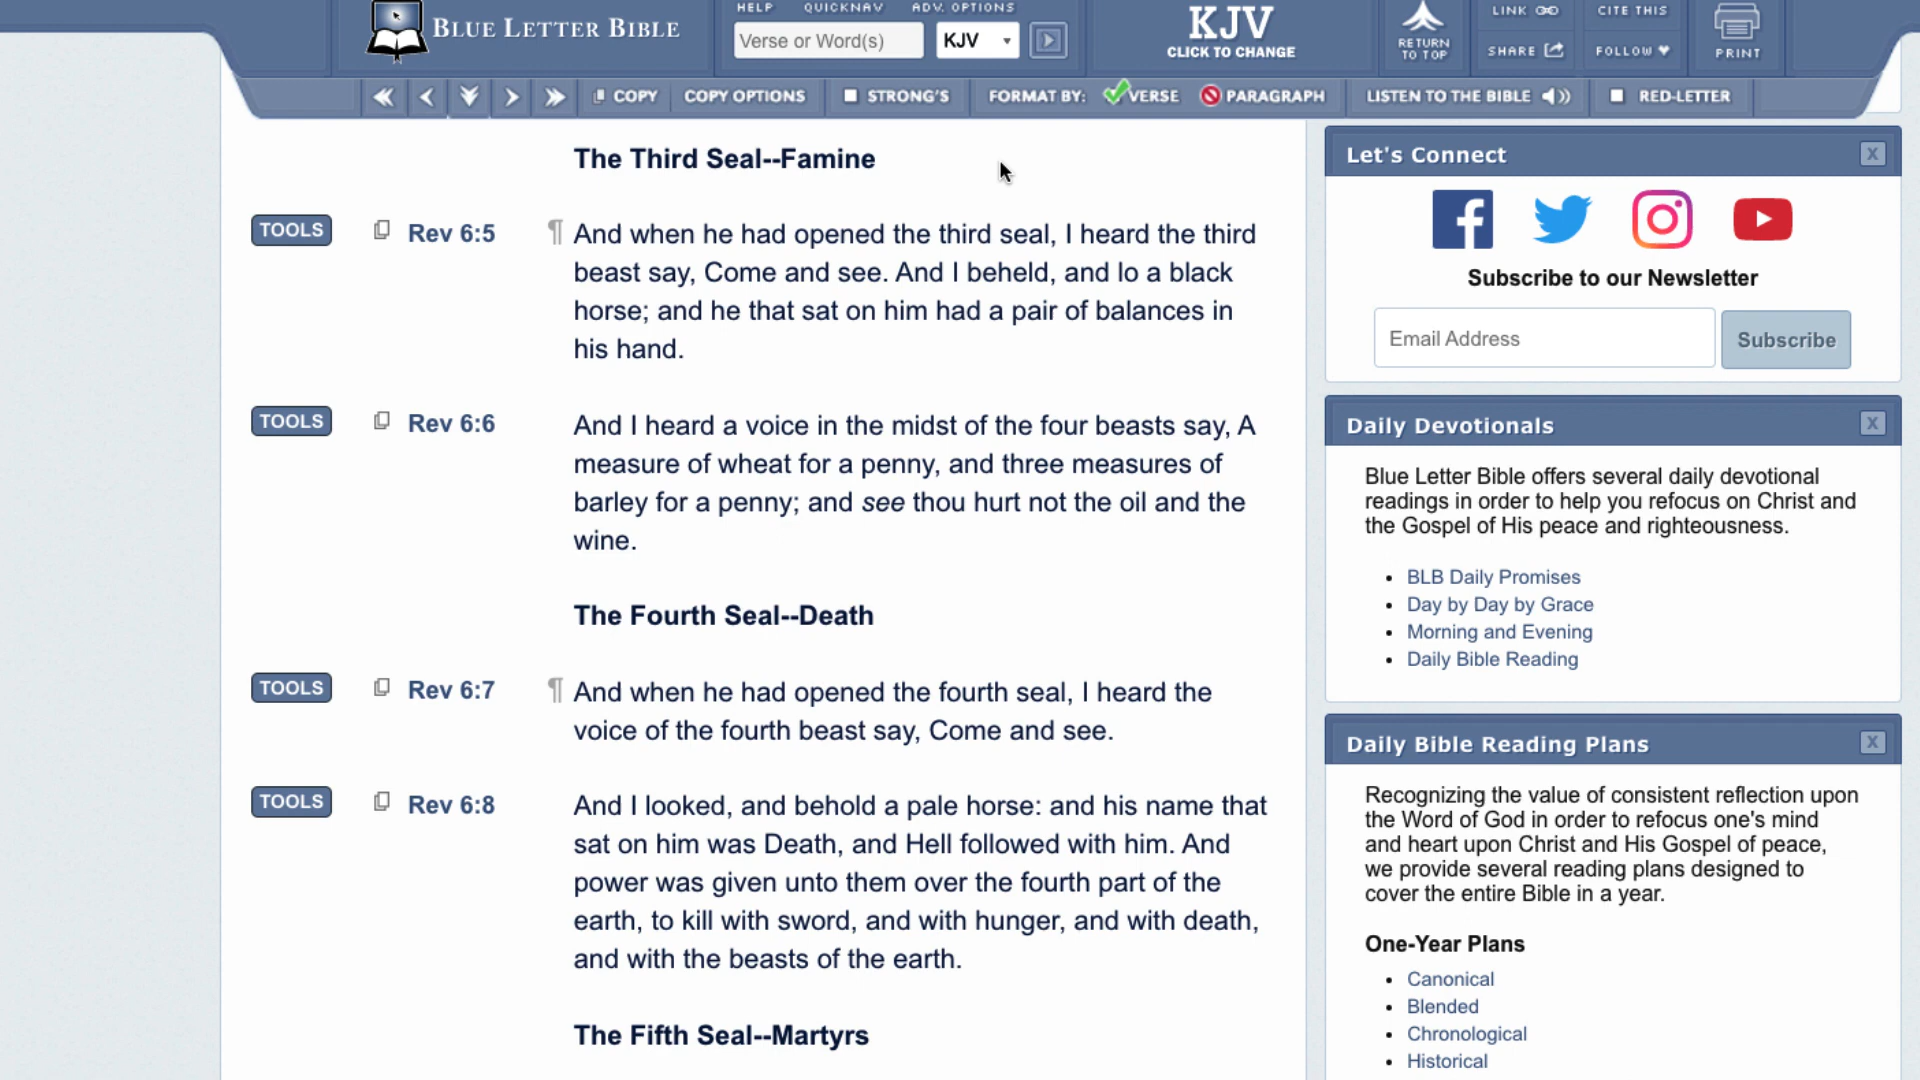 HELP QUICKNAV ADV. OPTIONS
BLUE LETTER BIBLE
Verse or Word(s)
KJV
KJV
CLICK TO CHANGE
RETURN
TO TOP
LINK
CITE THIS
SHARE
FOLLOW
PRINT
COPY
COPY OPTIONS
STRONG'S
FORMAT BY:
VERSE
PARAGRAPH
LISTEN TO THE BIBLE
RED-LETTER
The Third Seal--Famine
TOOLS
Rev 6:5
¶ And when he had opened the third seal, I heard the third
beast say, Come and see. And I beheld, and lo a black
horse; and he that sat on him had a pair of balances in
his hand.
TOOLS
Rev 6:6
And I heard a voice in the midst of the four beasts say, A
measure of wheat for a penny, and three measures of
barley for a penny; and see thou hurt not the oil and the
wine.
The Fourth Seal--Death
TOOLS
Rev 6:7
¶ And when he had opened the fourth seal, I heard the
voice of the fourth beast say, Come and see.
TOOLS
Rev 6:8
And I looked, and behold a pale horse: and his name that
sat on him was Death, and Hell followed with him. And
power was given unto them over the fourth part of the
earth, to kill with sword, and with hunger, and with death,
and with the beasts of the earth.
The Fifth Seal--Martyrs
Let's Connect
X
Subscribe to our Newsletter
Email Address
Subscribe
Daily Devotionals
X
Blue Letter Bible offers several daily devotional
readings in order to help you refocus on Christ and
the Gospel of His peace and righteousness.
• BLB Daily Promises
• Day by Day by Grace
• Morning and Evening
• Daily Bible Reading
Daily Bible Reading Plans
X
Recognizing the value of consistent reflection upon
the Word of God in order to refocus one's mind
and heart upon Christ and His Gospel of peace,
we provide several reading plans designed to
cover the entire Bible in a year.
One-Year Plans
• Canonical
• Blended
• Chronological
• Historical